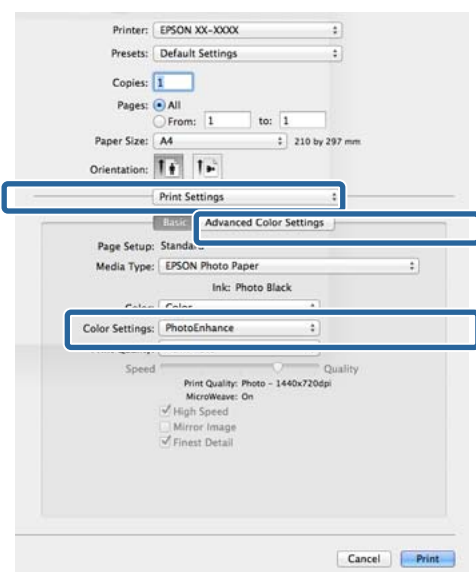 Printer: EPSON XX-XXXX
Presets: Default Settings
Copies: 1
Pages: All
From: 1 to: 1
Paper Size: A4 210 by 297 mm
Orientation:
Print Settings
Basic Advanced Color Settings
Page Setup: Standard
Media Type: EPSON Photo Paper
Ink: Photo Black
Color: Color
Color Settings: PhotoEnhance
Speed Quality
Print Quality: Photo - 1440x720dpi
MicroWeave: On
High Speed
Mirror Image
Finest Detail
Cancel Print